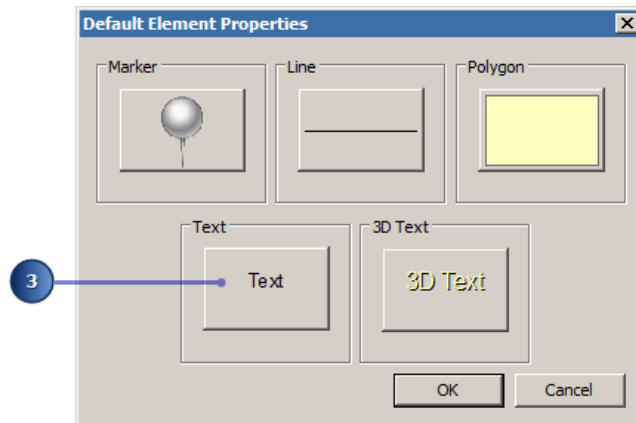 Default Element Properties
Marker
Line
Polygon
Text
3D Text
3
Text
3D Text
OK
Cancel